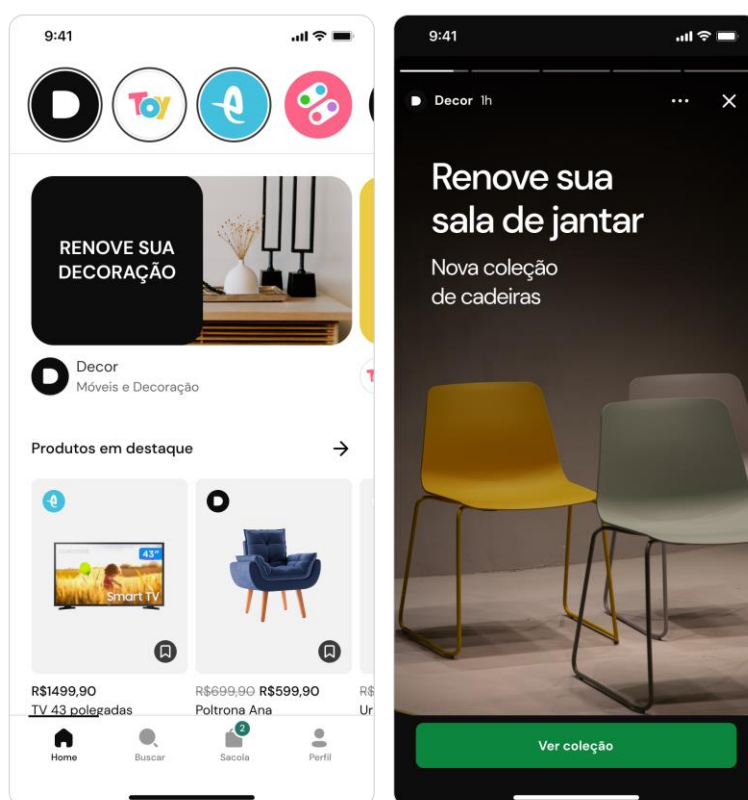 9:41
D
Toy
e
RENOVE SUA
DECORAÇÃO
D
Decor
Móveis e Decoração
T
Produtos em destaque
e
43"
Smart TV
D
R$1499,90
TV 43 polegadas
R$699,90 R$599,90
Poltrona Ana
R$
Ur
Home
Buscar
2
Sacola
Perfil
9:41
D
Decor 1h
Renove sua
sala de jantar
Nova coleção
de cadeiras
Ver coleção